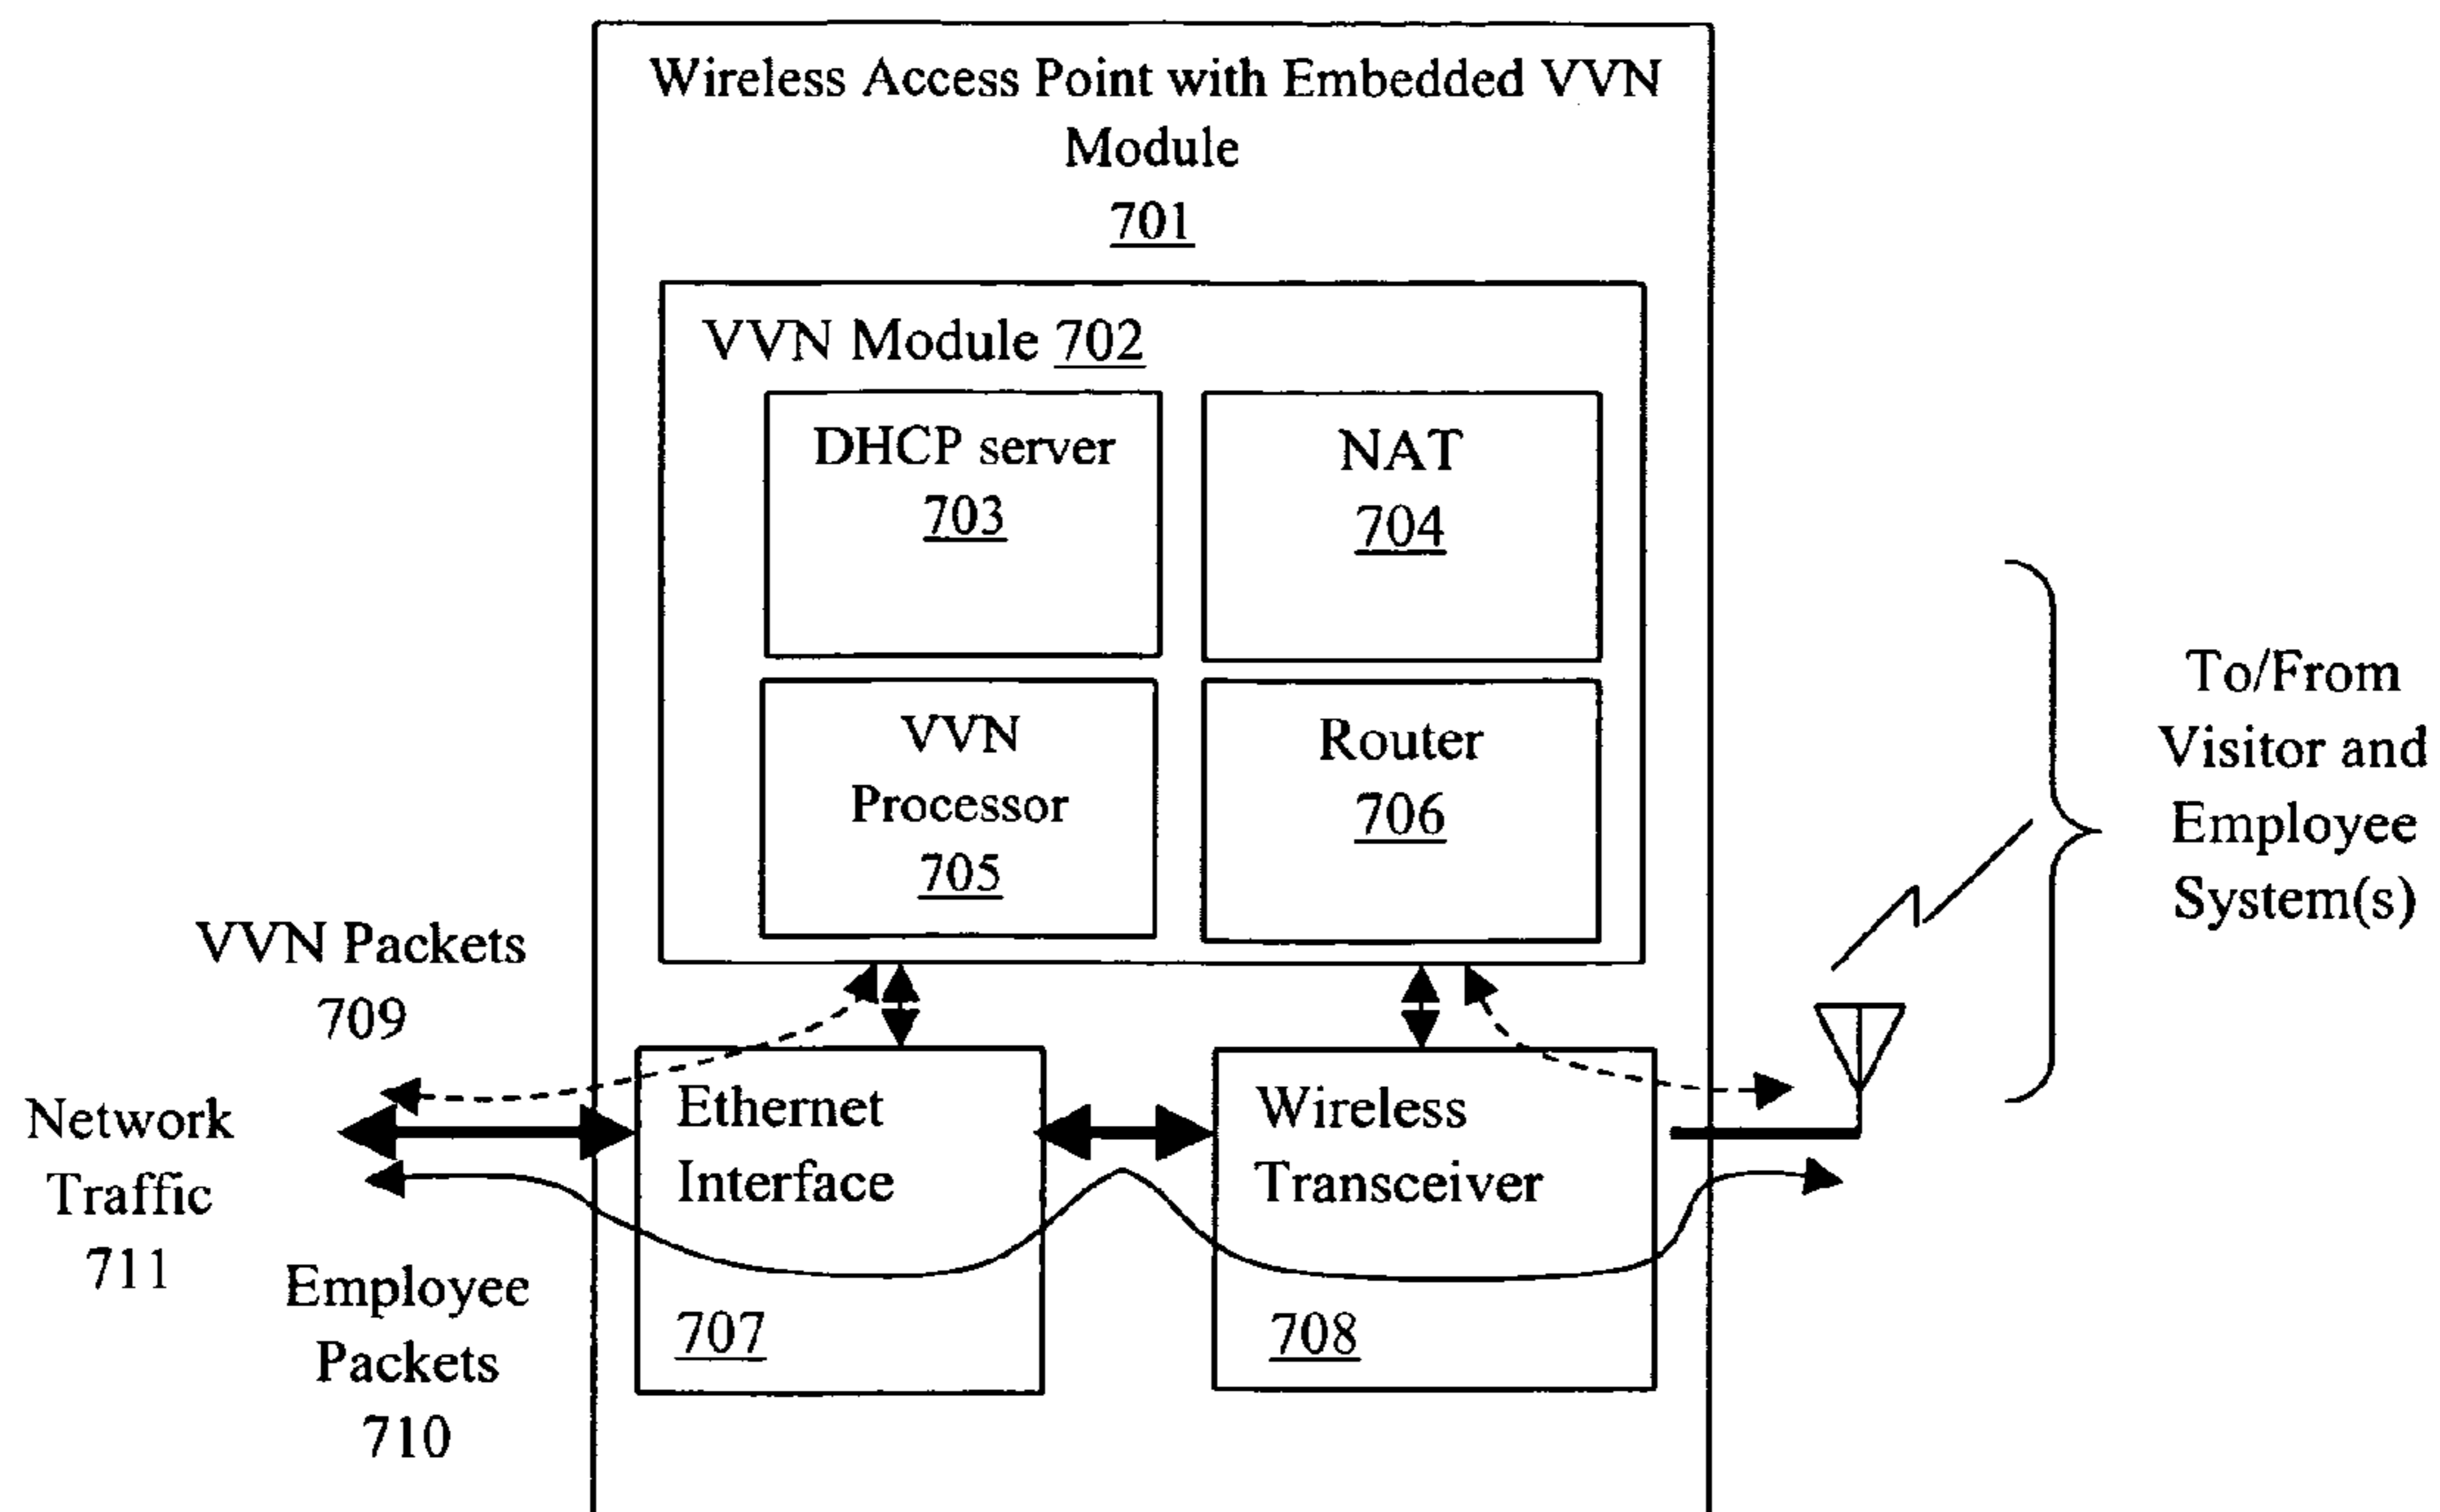 Wireless Access Point with Embedded VVN
Module
701
VVN Module 702
DHCP server
703
NAT
704
VVN
Processor
705
Router
706
To/From
Visitor and
Employee
System(s)
VVN Packets
709
Network
Traffic
711
Employee
Packets
710
Ethernet
Interface
707
Wireless
Transceiver
708